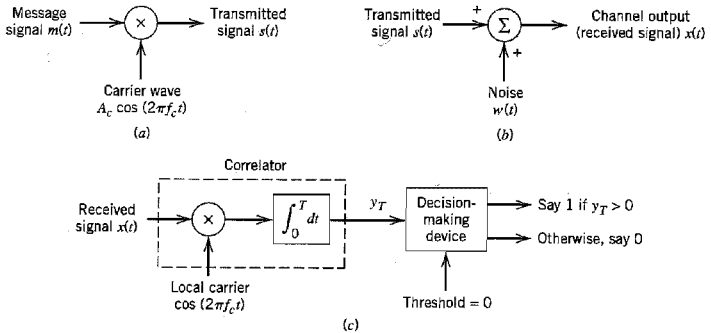 Message
signal m(t)
×
Transmitted
signal s(t)
Carrier wave
A_c cos (2πf_ct)
(a)
Transmitted
signal s(t)
+
Σ
+
Channel output
(received signal) x(t)
Noise
w(t)
(b)
Correlator
Received
signal x(t)
×
∫_0^T dt
y_T
Decision-
making
device
Say 1 if y_T > 0
Otherwise, say 0
Local carrier
cos (2πf_ct)
Threshold = 0
(c)